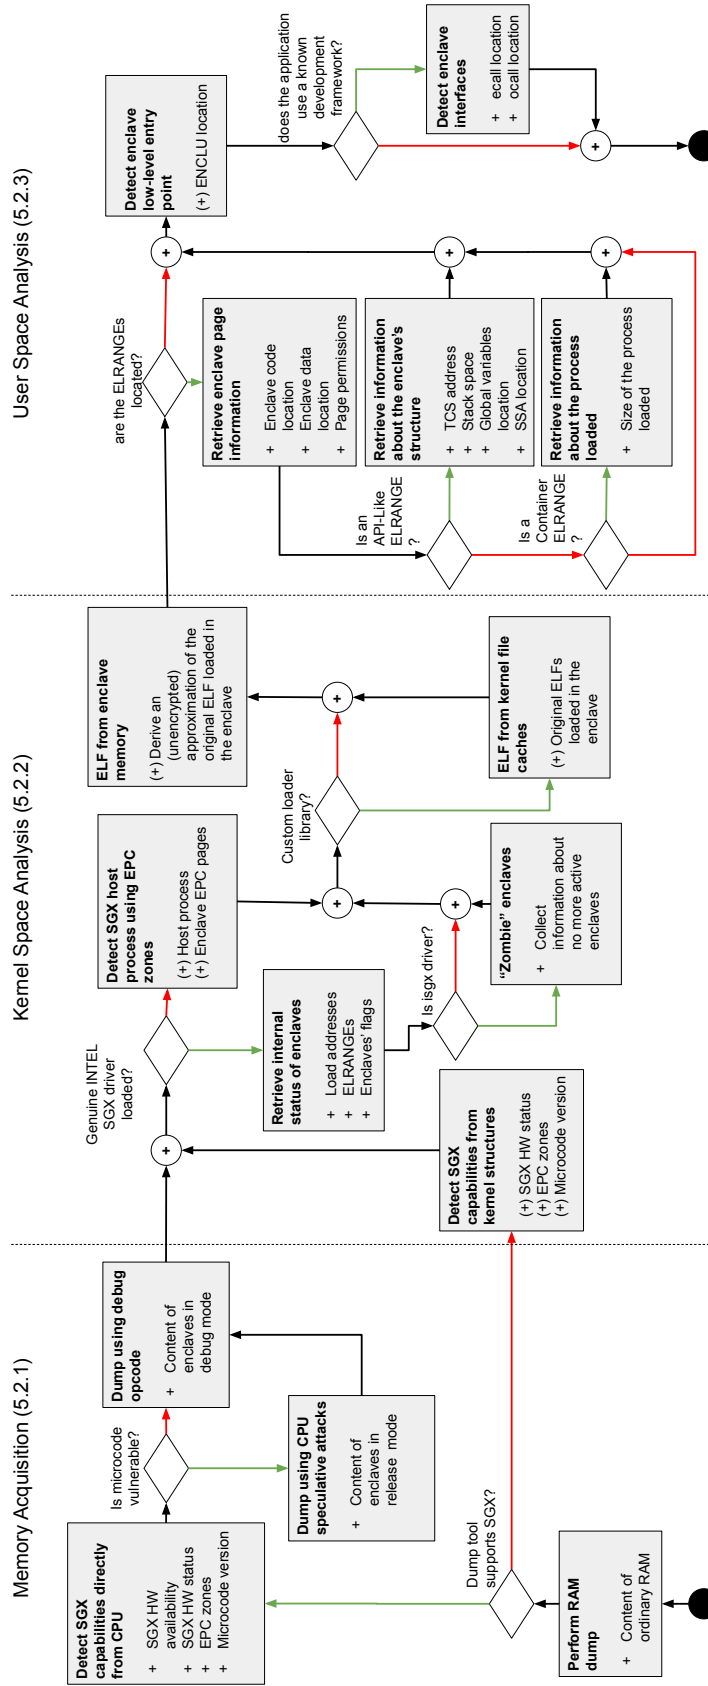 Memory Acquisition (5.2.1)
Detect SGX
capabilities directly
from CPU
+ SGX HW
availability
+ SGX HW status
+ EPC zones
+ Microcode version
Is microcode
vulnerable?
Dump using debug
opcode
+ Content of
enclaves in
debug mode
Dump using CPU
speculative attacks
+ Content of
enclaves in
release mode
Dump tool
supports SGX?
Perform RAM
dump
+ Content of
ordinary RAM
Kernel Space Analysis (5.2.2)
+
Genuine INTEL
SGX driver
loaded?
Detect SGX host
process using EPC
zones
(+) Host process
(+) Enclave EPC pages
Retrieve internal
status of enclaves
+ Load addresses
+ ELRANGEs
+ Enclaves' flags
Detect SGX
capabilities from
kernel structures
(+) SGX HW status
(+) EPC zones
(+) Microcode version
Is isgx driver?
+
+
“Zombie” enclaves
+ Collect
information about
no more active
enclaves
Custom loader
library?
+
ELF from enclave
memory
(+) Derive an
(unencrypted)
approximation of the
original ELF loaded in
the enclave
ELF from kernel file
caches
(+) Original ELFs
loaded in the
enclave
User Space Analysis (5.2.3)
are the ELRANGEs
located?
+
Retrieve enclave page
information
+ Enclave code
location
+ Enclave data
location
+ Page permissions
Is an
API-Like
ELRANGE
?
Retrieve information
about the enclave's
structure
+ TCS address
+ Stack space
+ Global variables
location
+ SSA location
+
Is a
Container
ELRANGE
?
Retrieve information
about the process
loaded
+ Size of the process
loaded
+
Detect enclave
low-level entry
point
(+) ENCLU location
does the application
use a known
development
framework?
Detect enclave
interfaces
+ ecall location
+ ocall location
+